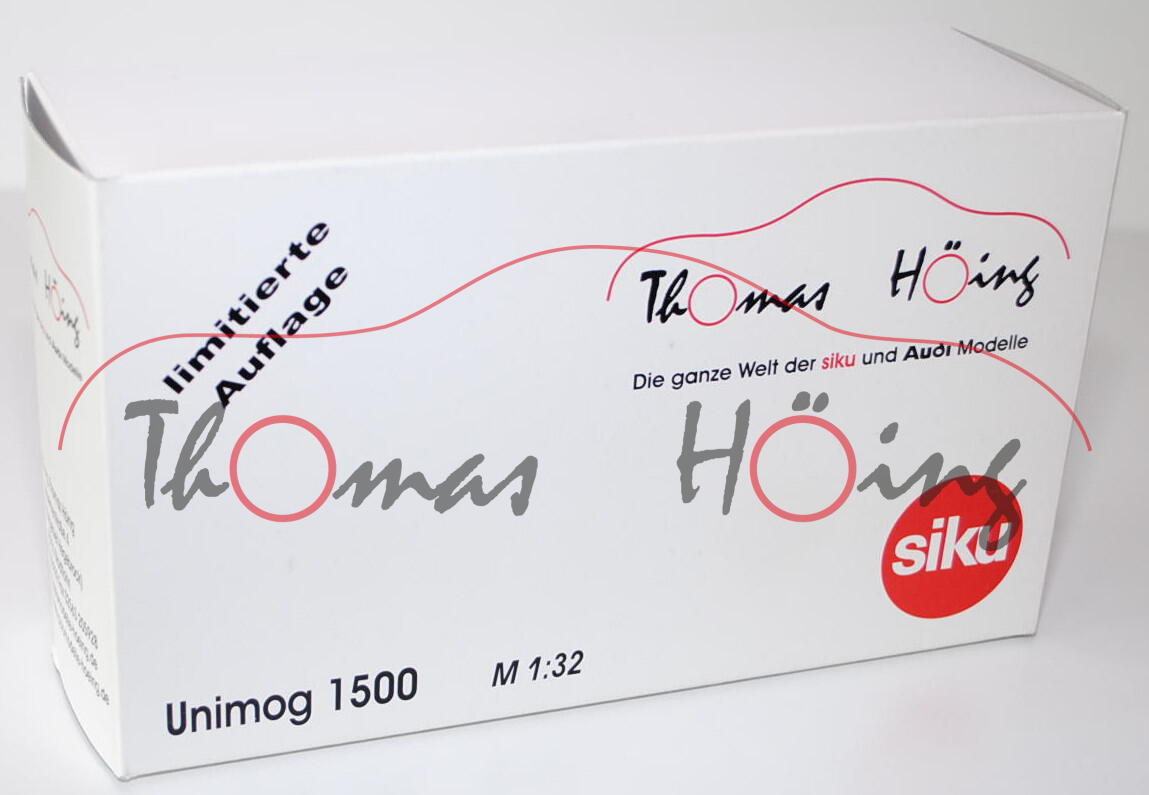 limitierte
Auflage
Thomas Höing
Die ganze Welt der siku und Audi Modelle
Thomas Höing
siku
Unimog 1500 M 1:32
Höing